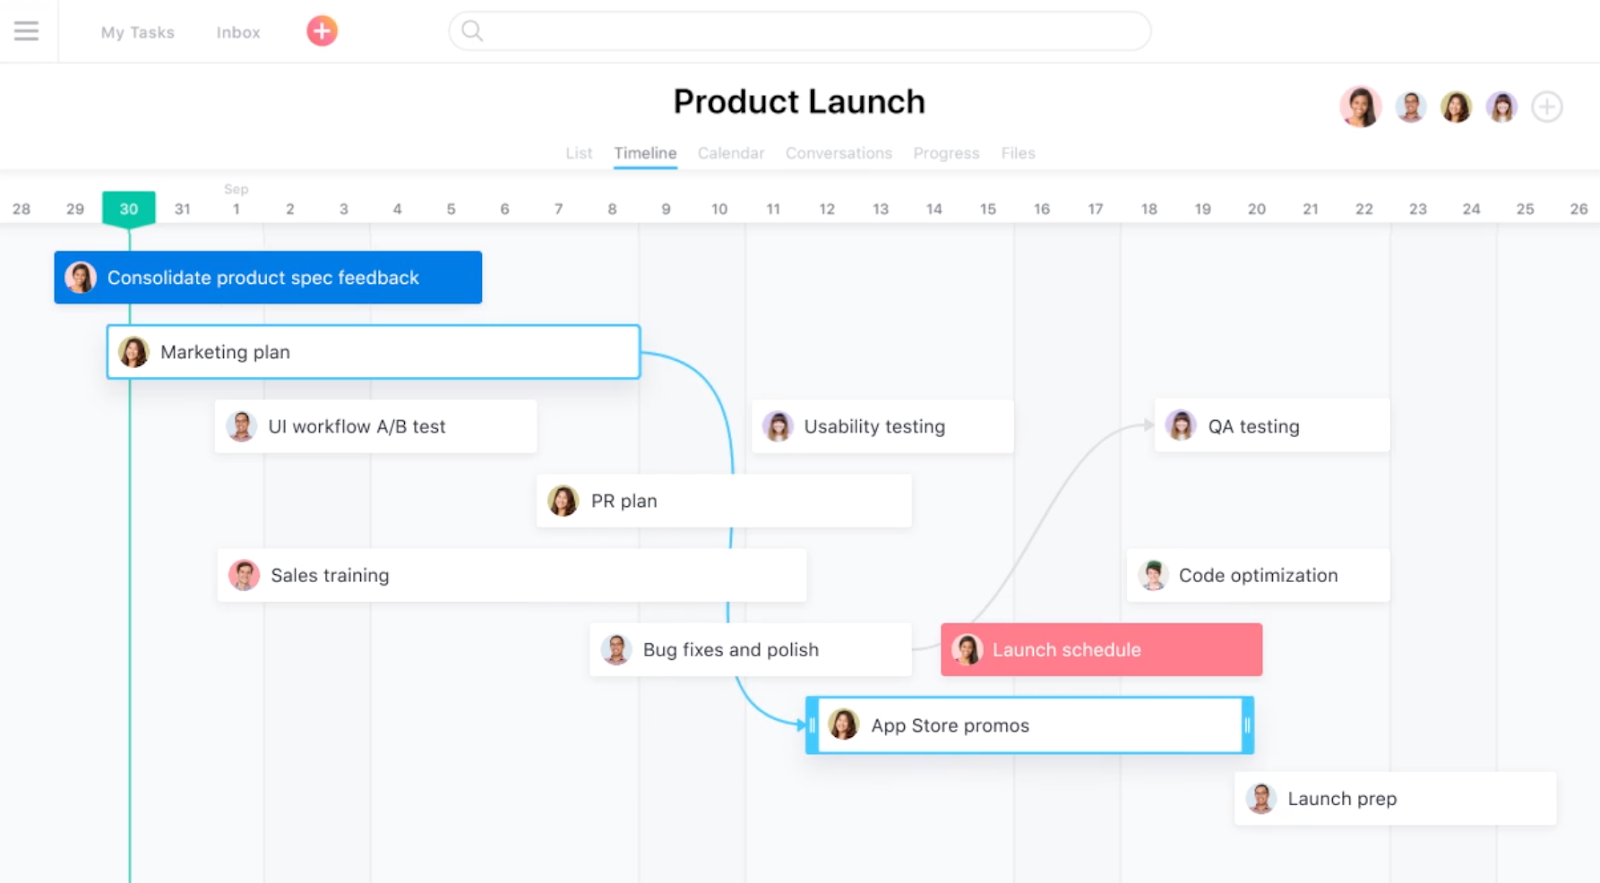 My Tasks Inbox
Product Launch
List Timeline Calendar Conversations Progress Files
Sep
28 29 30 31 1 2 3 4 5 6 7 8 9 10 11 12 13 14 15 16 17 18 19 20 21 22 23 24 25 26
Consolidate product spec feedback
Marketing plan
UI workflow A/B test Usability testing QA testing
PR plan
Sales training Code optimization
Bug fixes and polish Launch schedule
App Store promos
Launch prep